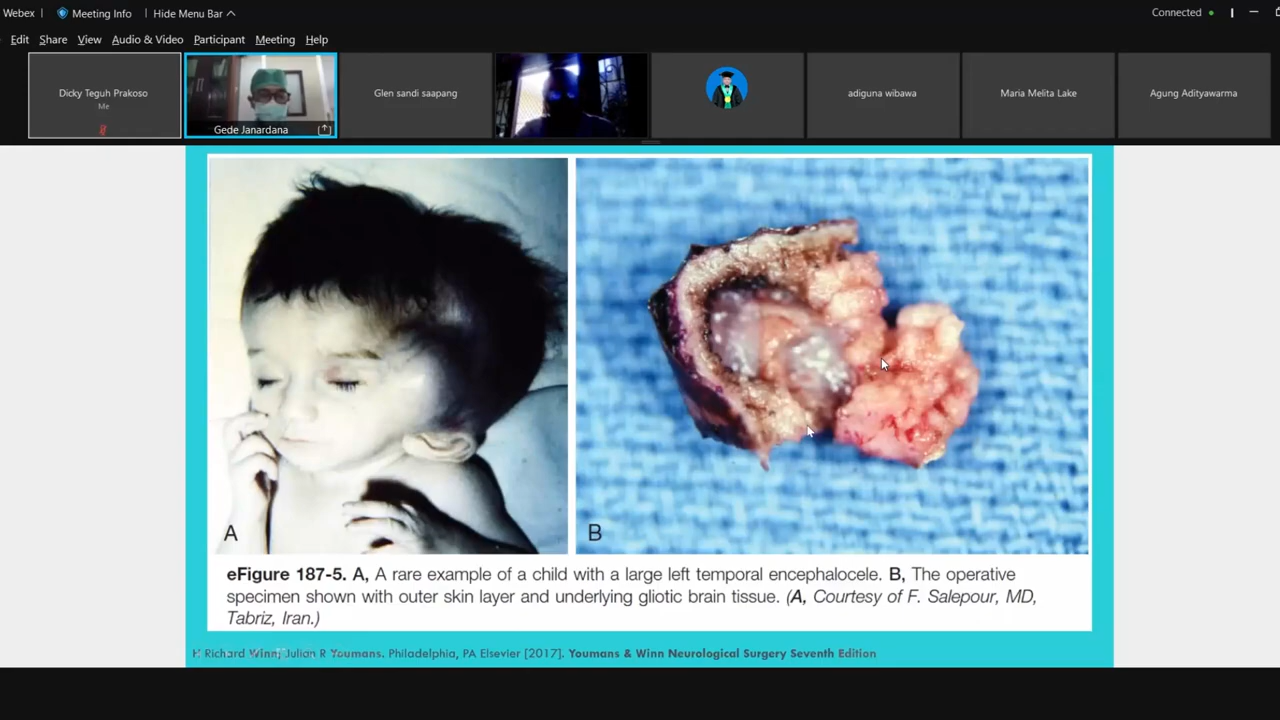 Webex Meeting Info Hide Menu Bar Connected
Edit Share View Audio & Video Participant Meeting Help
Dicky Teguh Prakoso
Me
Gede Janardana
Glen sandi saapang
adiguna wibawa
Maria Melita Lake
Agung Adityawarma
A
B
eFigure 187-5. A, A rare example of a child with a large left temporal encephalocele. B, The operative
specimen shown with outer skin layer and underlying gliotic brain tissue. (A, Courtesy of F. Salepour, MD,
Tabriz, Iran.)
H Richard Winn, Julian R Youmans. Philadelphia, PA Elsevier [2017]. Youmans & Winn Neurological Surgery Seventh Edition